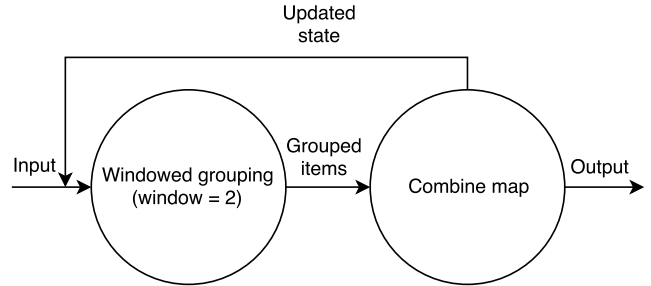 Updated
state
Input
Windowed grouping
(window = 2)
Grouped
items
Combine map
Output